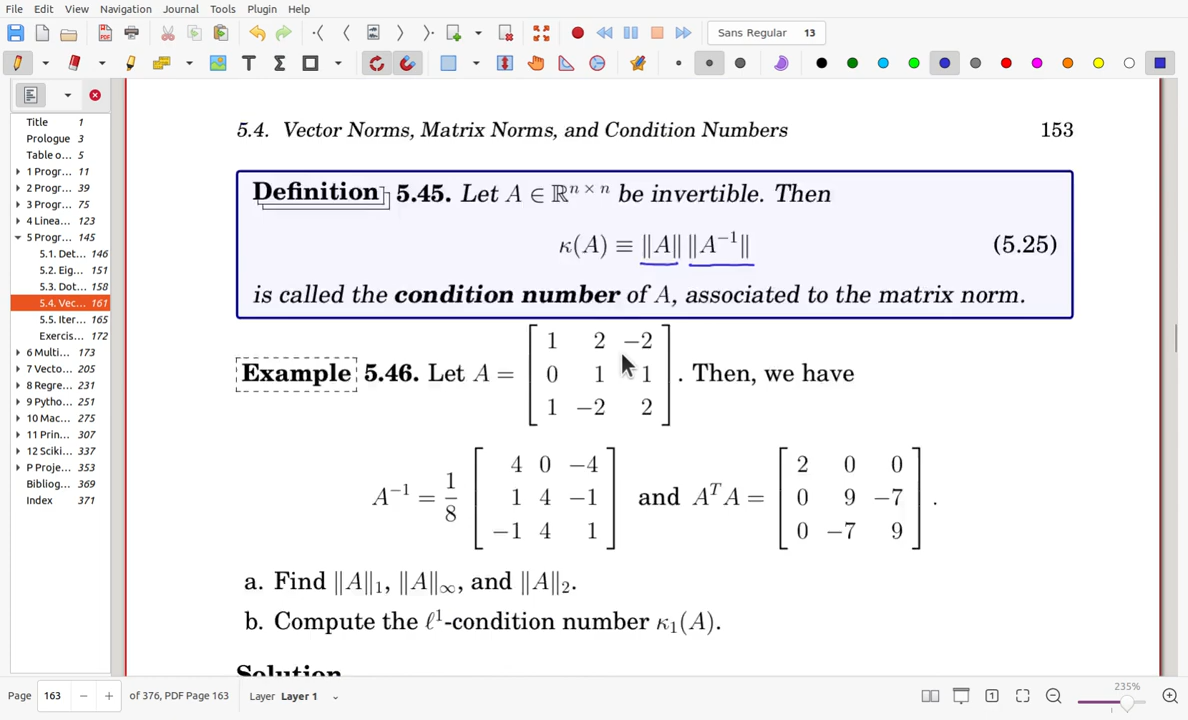 File Edit View Navigation Journal Tools Plugin Help
Sans Regular 13
Title 1
Prologue 3
Table o... 5
1 Progr... 11
2 Progr... 39
3 Progr... 75
4 Linea... 123
5 Progr... 145
5.1. Det... 146
5.2. Eig... 151
5.3. Dot... 158
5.4. Vec... 161
5.5. Iter... 165
Exercis... 172
6 Multi... 173
7 Vecto... 205
8 Regre... 231
9 Pytho... 251
10 Mac... 275
11 Prin... 307
12 Sciki... 337
P Proje... 353
Bibliog... 369
Index 371
5.4. Vector Norms, Matrix Norms, and Condition Numbers 153
Definition 5.45. Let A ∈ ℝⁿ ˣ ⁿ be invertible. Then
κ(A) ≡ ‖A‖ ‖A⁻¹‖ (5.25)
is called the condition number of A, associated to the matrix norm.
1 2 −2
Example 5.46. Let A = 0 1 1 . Then, we have
1 −2 2
4 0 −4 2 0 0
A⁻¹ = 1/8 1 4 −1 and AᵀA = 0 9 −7 .
−1 4 1 0 −7 9
a. Find ‖A‖₁, ‖A‖∞, and ‖A‖₂.
b. Compute the ℓ¹-condition number κ₁(A).
Solution
Page 163 − + of 376, PDF Page 163 Layer Layer 1 235%